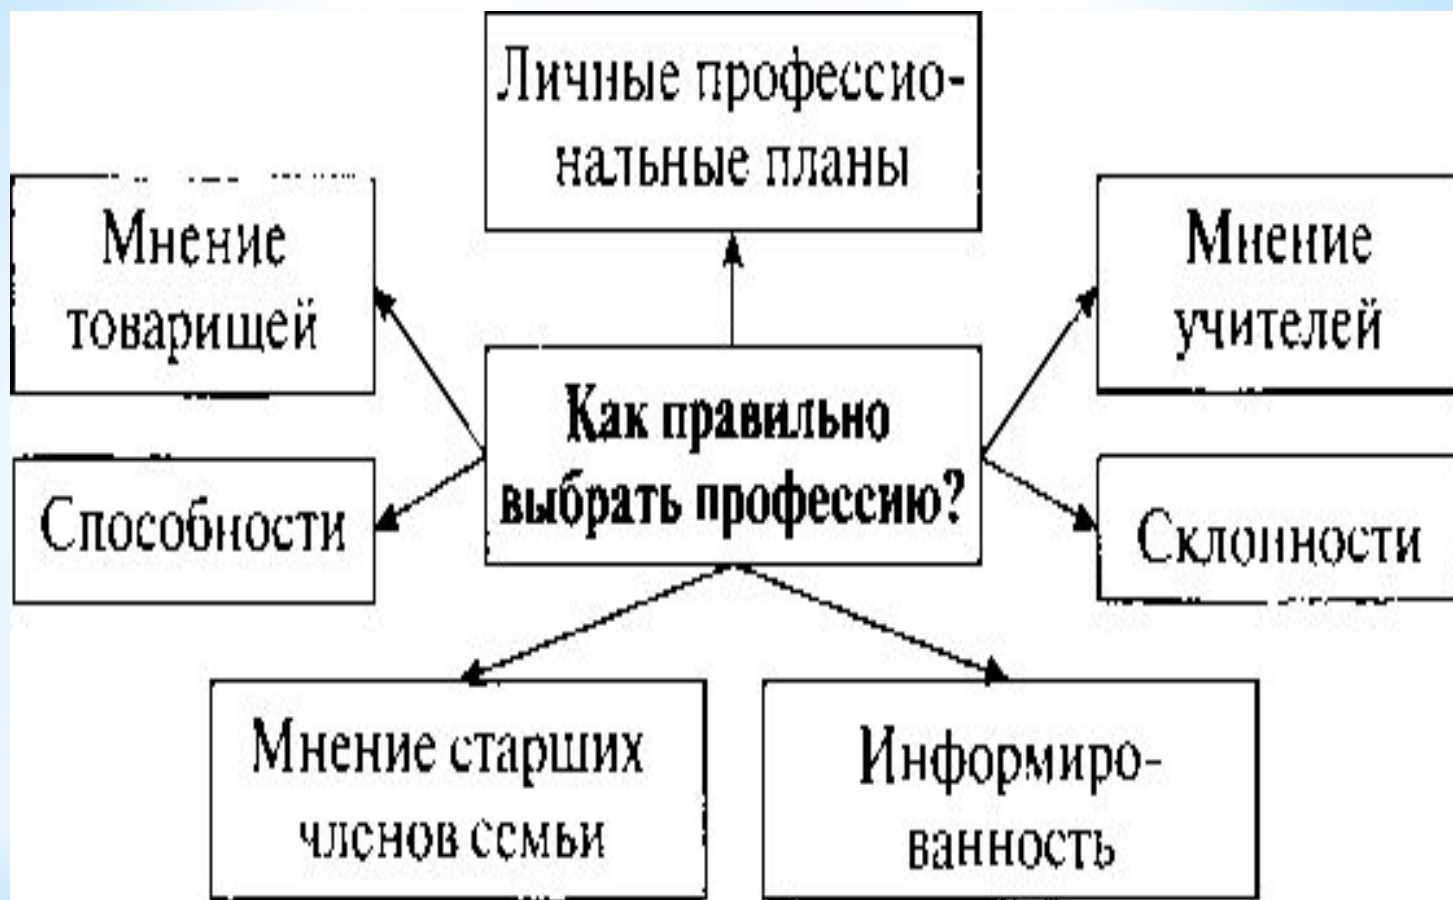 Личные профессио-
нальные планы
Мнение
товарищей
Мнение
учителей
Как правильно
выбрать профессию?
Способности
Склонности
Мнение старших
членов семьи
Информиро-
ванность